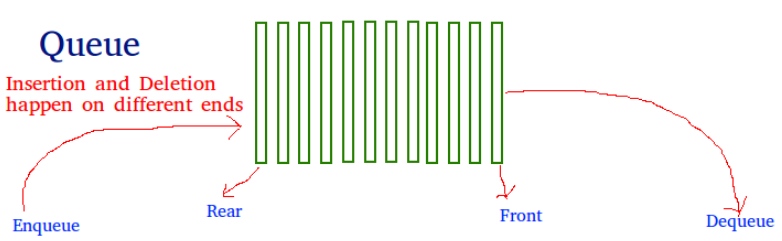 Queue
Insertion and Deletion
happen on different ends
Enqueue
Rear
Front
Dequeue